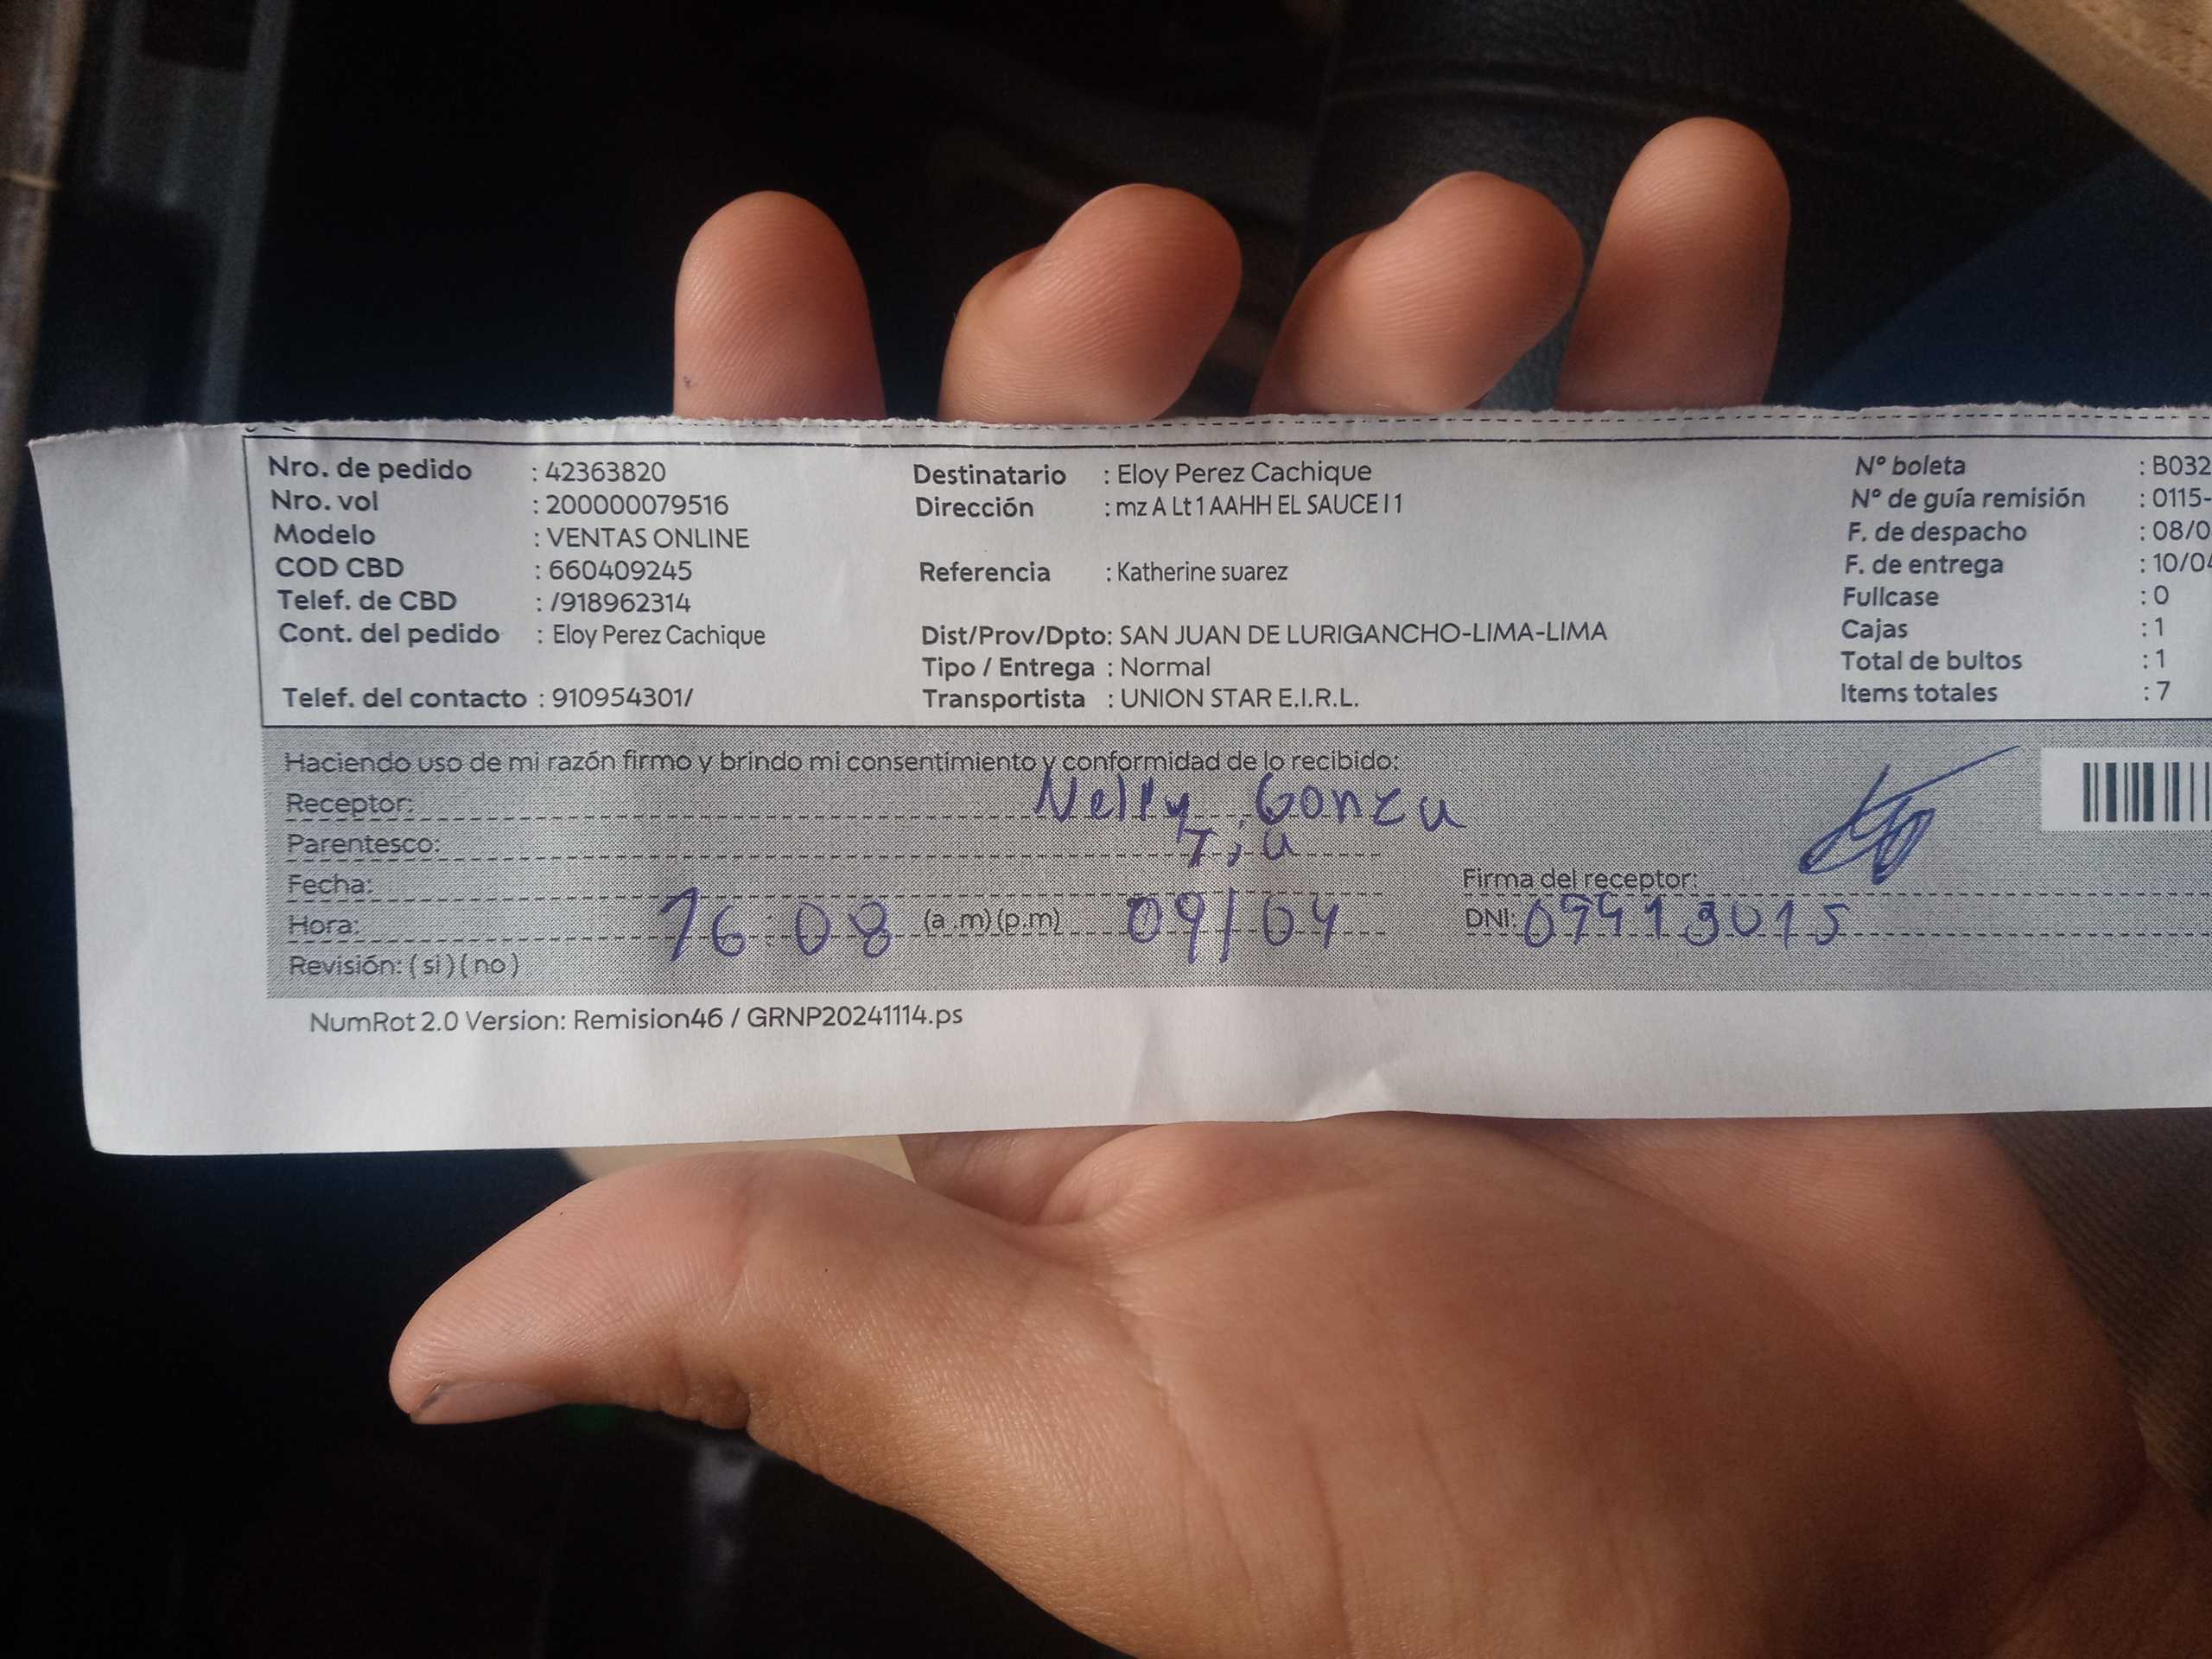 Nro. de pedido : 42363820
Nro. vol : 200000079516
Modelo : VENTAS ONLINE
COD CBD : 660409245
Telef. de CBD : /918962314
Cont. del pedido : Eloy Perez Cachique
Telef. del contacto : 910954301/
Destinatario : Eloy Perez Cachique
Dirección : mz A Lt 1 AAHH EL SAUCE I 1
Referencia : Katherine suarez
Dist/Prov/Dpto: SAN JUAN DE LURIGANCHO-LIMA-LIMA
Tipo / Entrega : Normal
Transportista : UNION STAR E.I.R.L.
Nº boleta : B032
Nº de guía remisión : 0115-
F. de despacho : 08/0
F. de entrega : 10/04
Fullcase : 0
Cajas : 1
Total de bultos : 1
Items totales : 7
Haciendo uso de mi razón firmo y brindo mi consentimiento y conformidad de lo recibido:
Receptor: Nelly Gonza
Parentesco: Tia
Fecha:
Hora: 16:08 (a .m) (p.m) 09/04
Revisión: ( si ) ( no )
Firma del receptor:
DNI:
NumRot 2.0 Version: Remision46 / GRNP20241114.ps